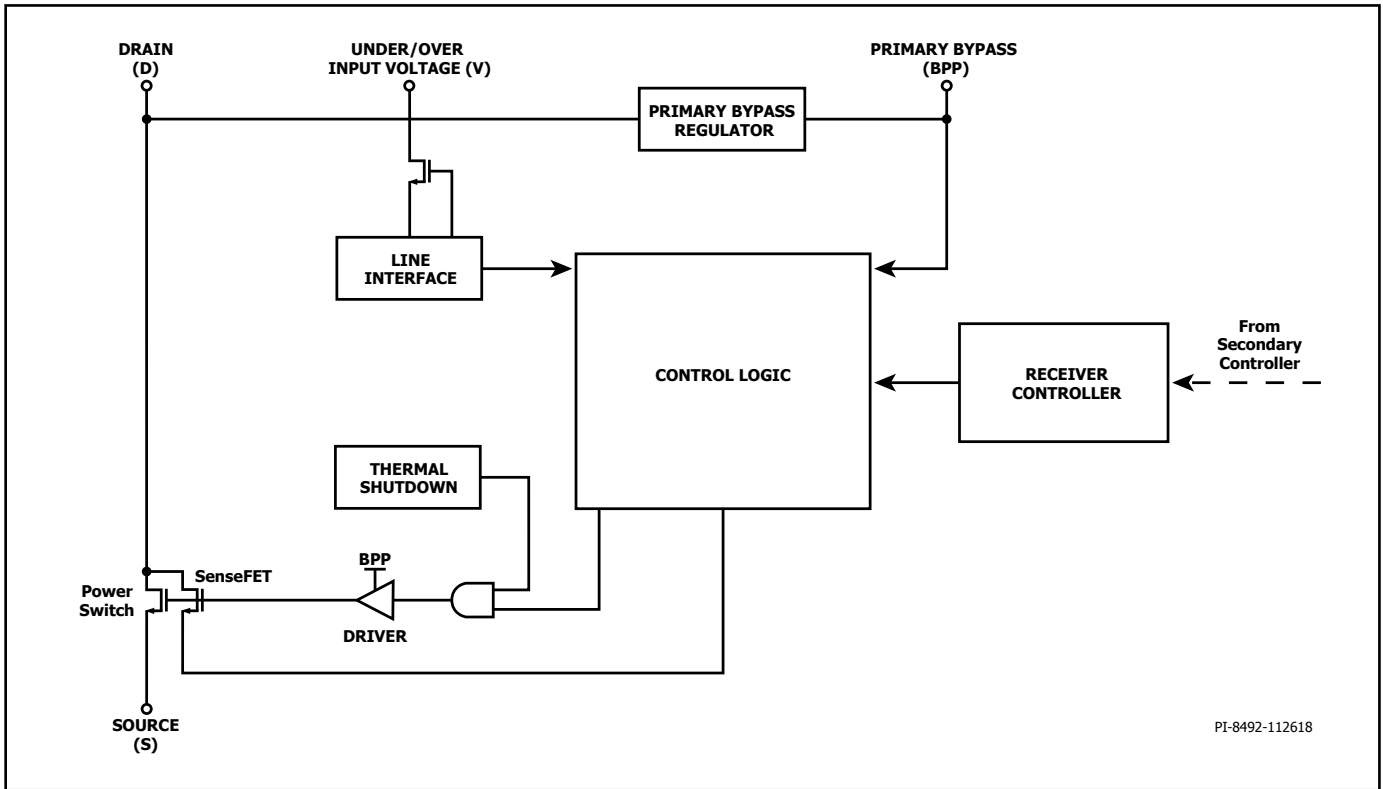 DRAIN
(D)
UNDER/OVER
INPUT VOLTAGE (V)
PRIMARY BYPASS
(BPP)
PRIMARY BYPASS
REGULATOR
LINE
INTERFACE
CONTROL LOGIC
RECEIVER
CONTROLLER
From
Secondary
Controller
THERMAL
SHUTDOWN
BPP
SenseFET
Power
Switch
DRIVER
SOURCE
(S)
PI-8492-112618